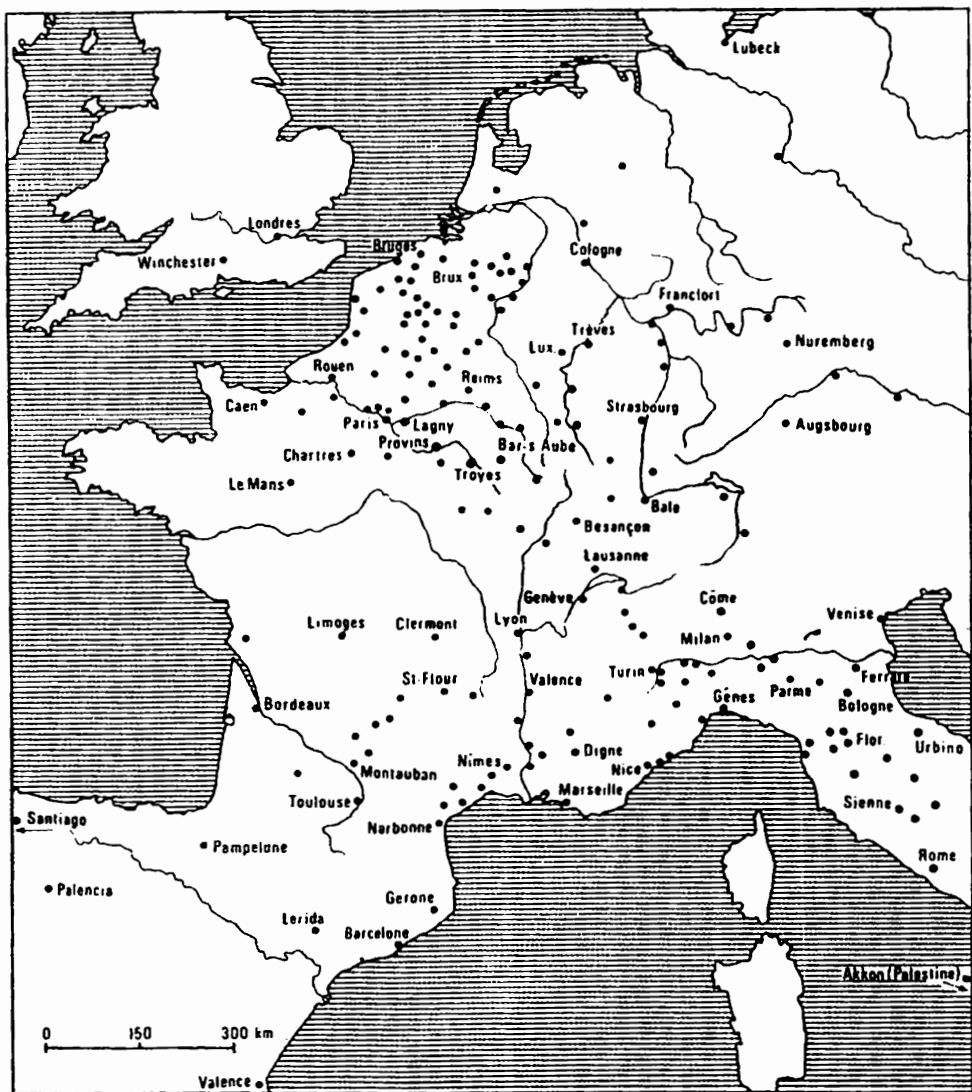 Lubeck
Londres
Winchester
Bruges
Brux
Cologne
Francfort
Trèves
Lux.
Nuremberg
Rouen
Reims
Caen
Paris
Lagny
Strasbourg
Augsbourg
Provins
Bar-s Aube
Chartres
Troyes
Le Mans
Bale
Besançon
Lausanne
Genève
Côme
Limoges
Clermont
Lyon
Milan
Venise
St-Flour
Valence
Turin
Ferrare
Bordeaux
Gênes
Parme
Bologne
Nîmes
Digne
Flor.
Urbino
Montauban
Nice
Toulouse
Marseille
Sienne
Santiago
Narbonne
Pampelone
Rome
Palencia
Gerone
Lerida
Barcelone
Akkon (Palestine)
0 150 300 km
Valence